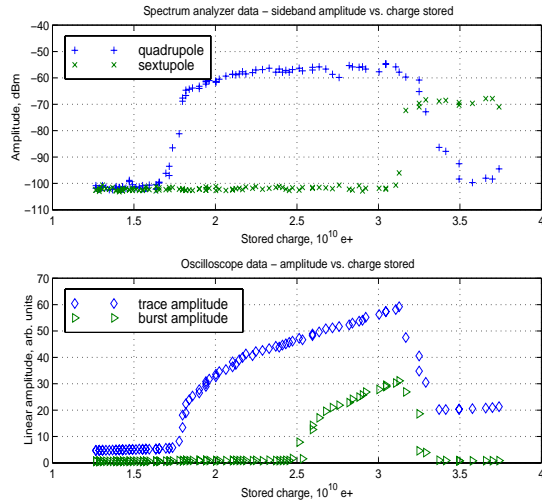 Spectrum analyzer data − sideband amplitude vs. charge stored
−40
−50
−60
−70
−80
−90
−100
−110
Amplitude, dBm
quadrupole
sextupole
1 1.5 2 2.5 3 3.5 4
Stored charge, 10^10 e+
Oscilloscope data − amplitude vs. charge stored
70
60
50
40
30
20
10
0
Linear amplitude, arb. units
trace amplitude
burst amplitude
1 1.5 2 2.5 3 3.5 4
Stored charge, 10^10 e+